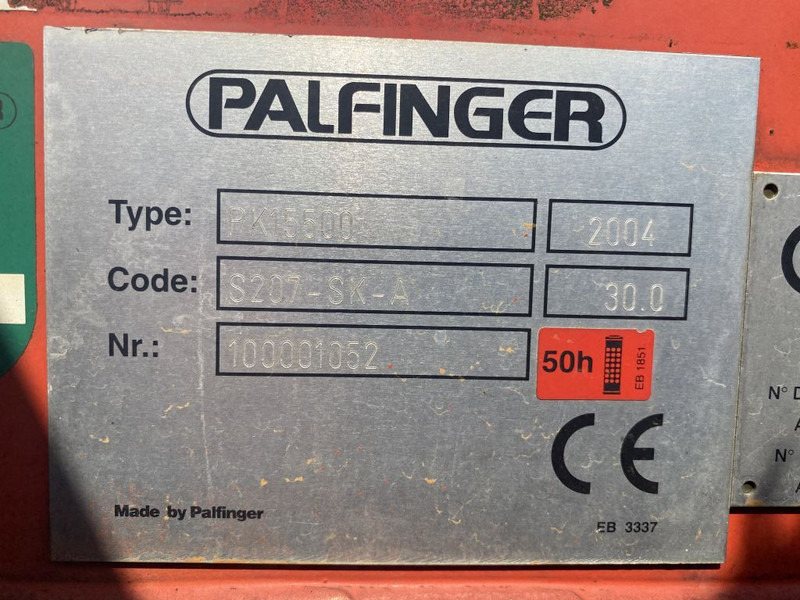 PALFINGER
Type: PK15500 2004
Code: S207-SK-A 30.0
Nr.: 100001052
50h EB 1851
CE
Made by Palfinger
EB 3337
N°
N°